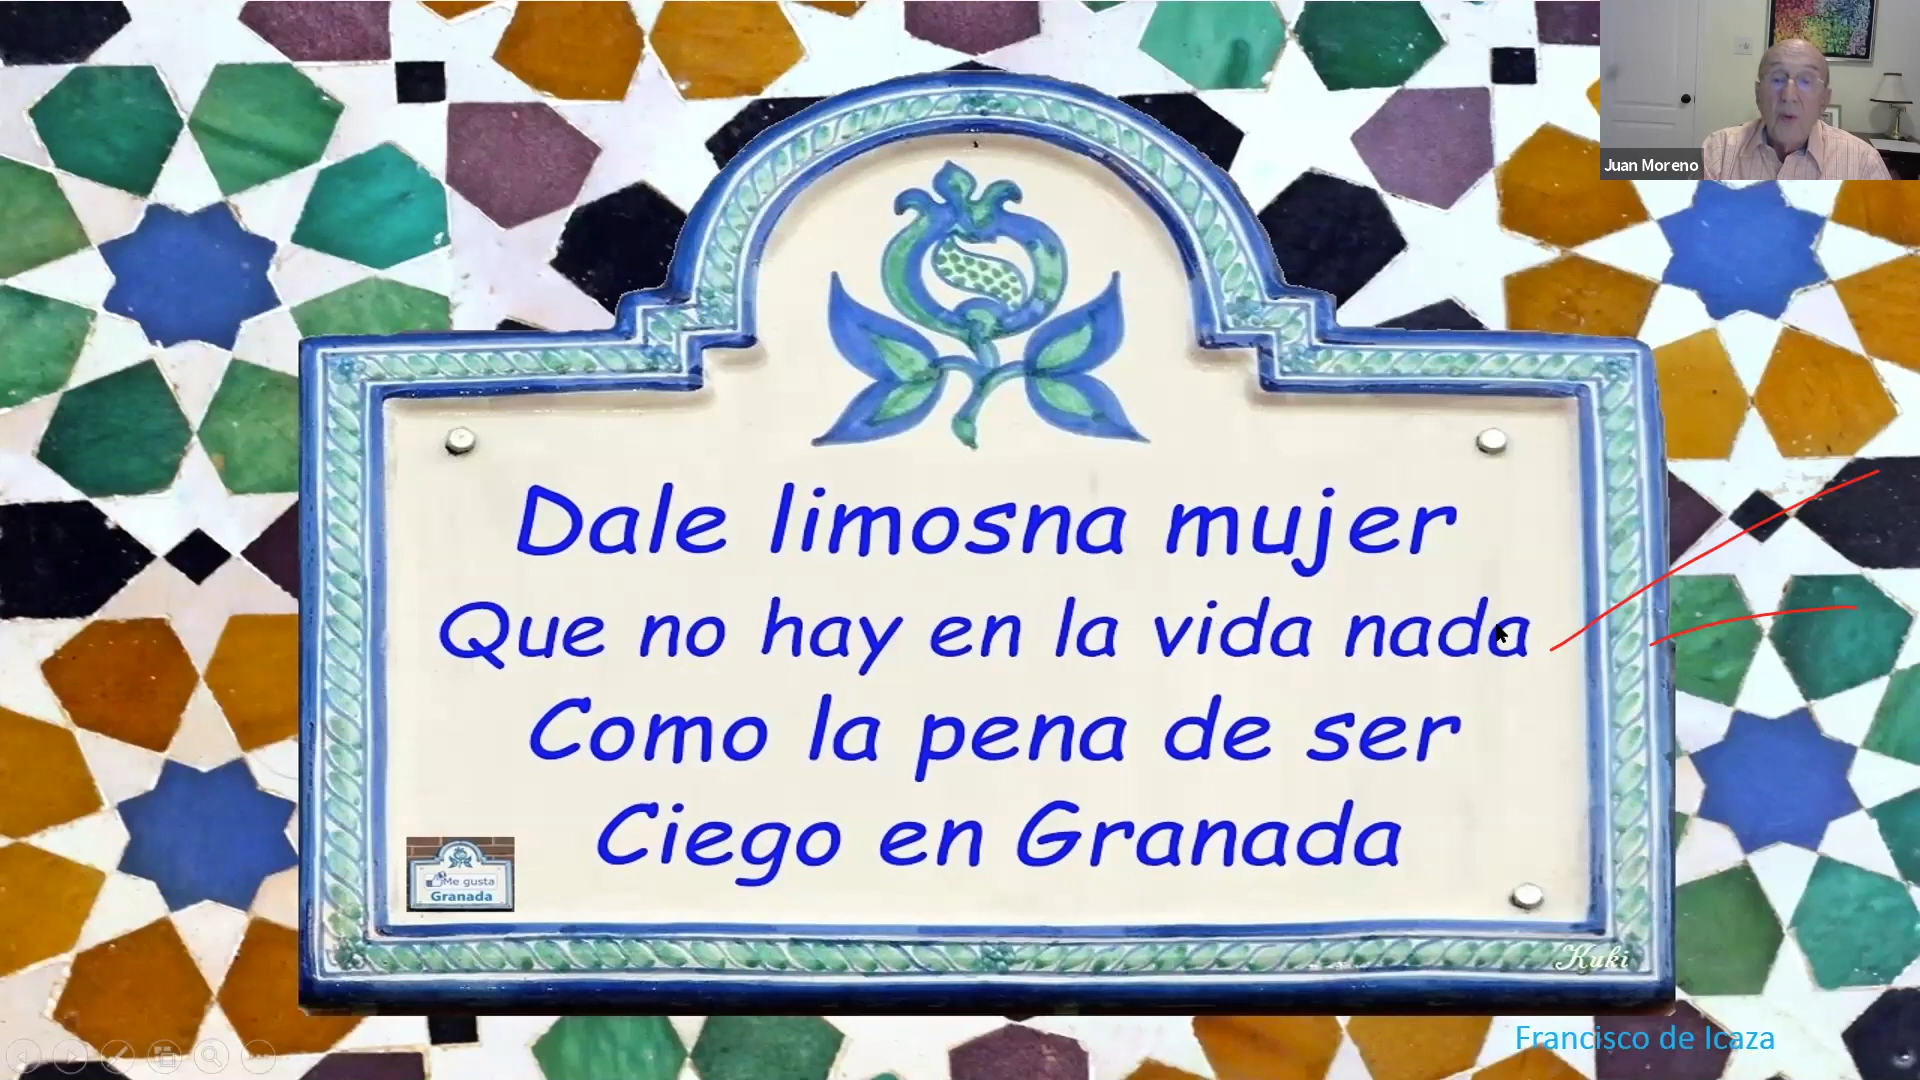 Juan Moreno
Dale limosna mujer
Que no hay en la vida nada
Como la pena de ser
Ciego en Granada
Me gusta
Granada
Kuki
Francisco de Icaza